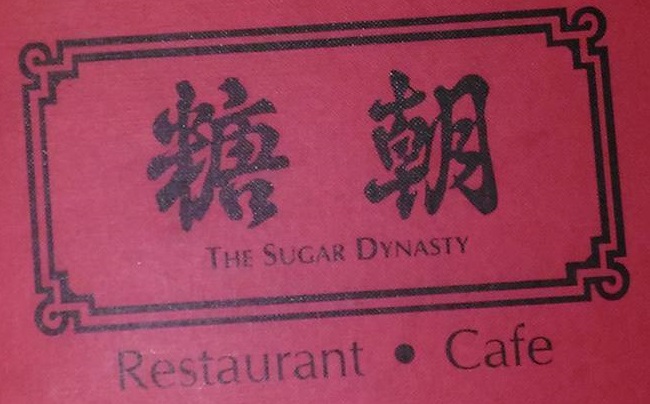 糖朝
THE SUGAR DYNASTY
Restaurant • Cafe